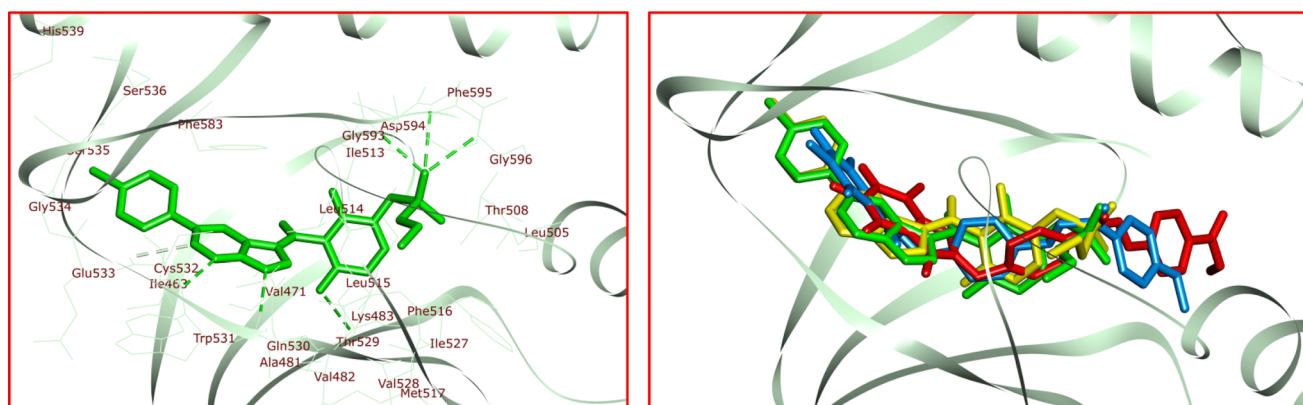 His539
Ser536
Phe595
Phe583
Asp594
Gly593
Ile513
Gly596
Gly534
Leu514
Thr508
Leu505
Glu533
Cys532
Ile463
Val471
Leu515
Lys483
Phe516
Trp531
Gln530
Thr529
Ile527
Ala481
Val482
Val528
Met517